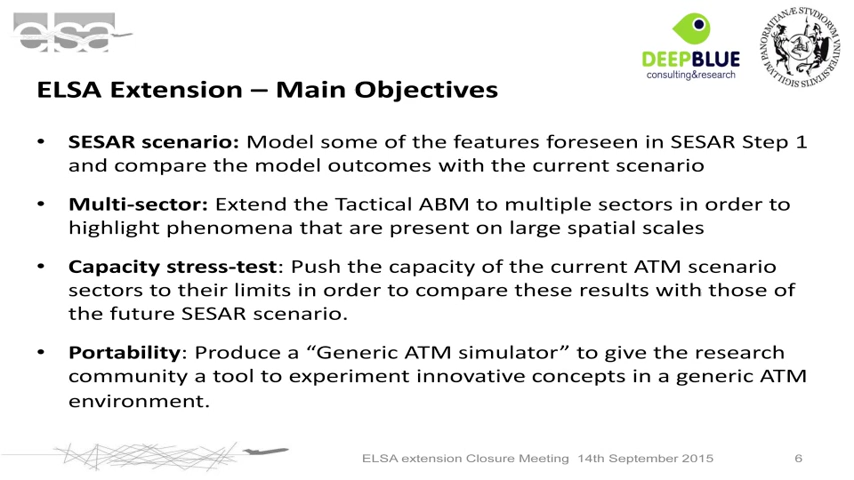 elsa
DEEPBLUE
consulting&research
ELSA Extension – Main Objectives
• SESAR scenario: Model some of the features foreseen in SESAR Step 1
and compare the model outcomes with the current scenario
• Multi-sector: Extend the Tactical ABM to multiple sectors in order to
highlight phenomena that are present on large spatial scales
• Capacity stress-test: Push the capacity of the current ATM scenario
sectors to their limits in order to compare these results with those of
the future SESAR scenario.
• Portability: Produce a “Generic ATM simulator” to give the research
community a tool to experiment innovative concepts in a generic ATM
environment.
ELSA extension Closure Meeting 14th September 2015
6